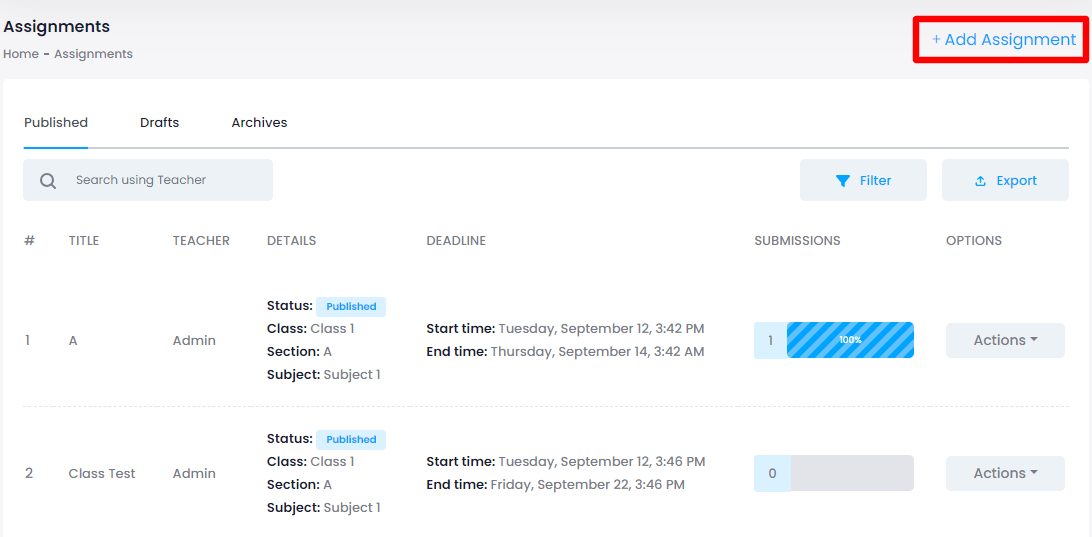 Assignments
+ Add Assignment
Home - Assignments
Published Drafts Archives
Search using Teacher Filter Export
# TITLE TEACHER DETAILS DEADLINE SUBMISSIONS OPTIONS
Status: Published
Class: Class 1 Start time: Tuesday, September 12, 3:42 PM
1 A Admin 1 100% Actions
Section: A End time: Thursday, September 14, 3:42 AM
Subject: Subject 1
Status: Published
Class: Class 1 Start time: Tuesday, September 12, 3:46 PM
2 Class Test Admin 0 Actions
Section: A End time: Friday, September 22, 3:46 PM
Subject: Subject 1